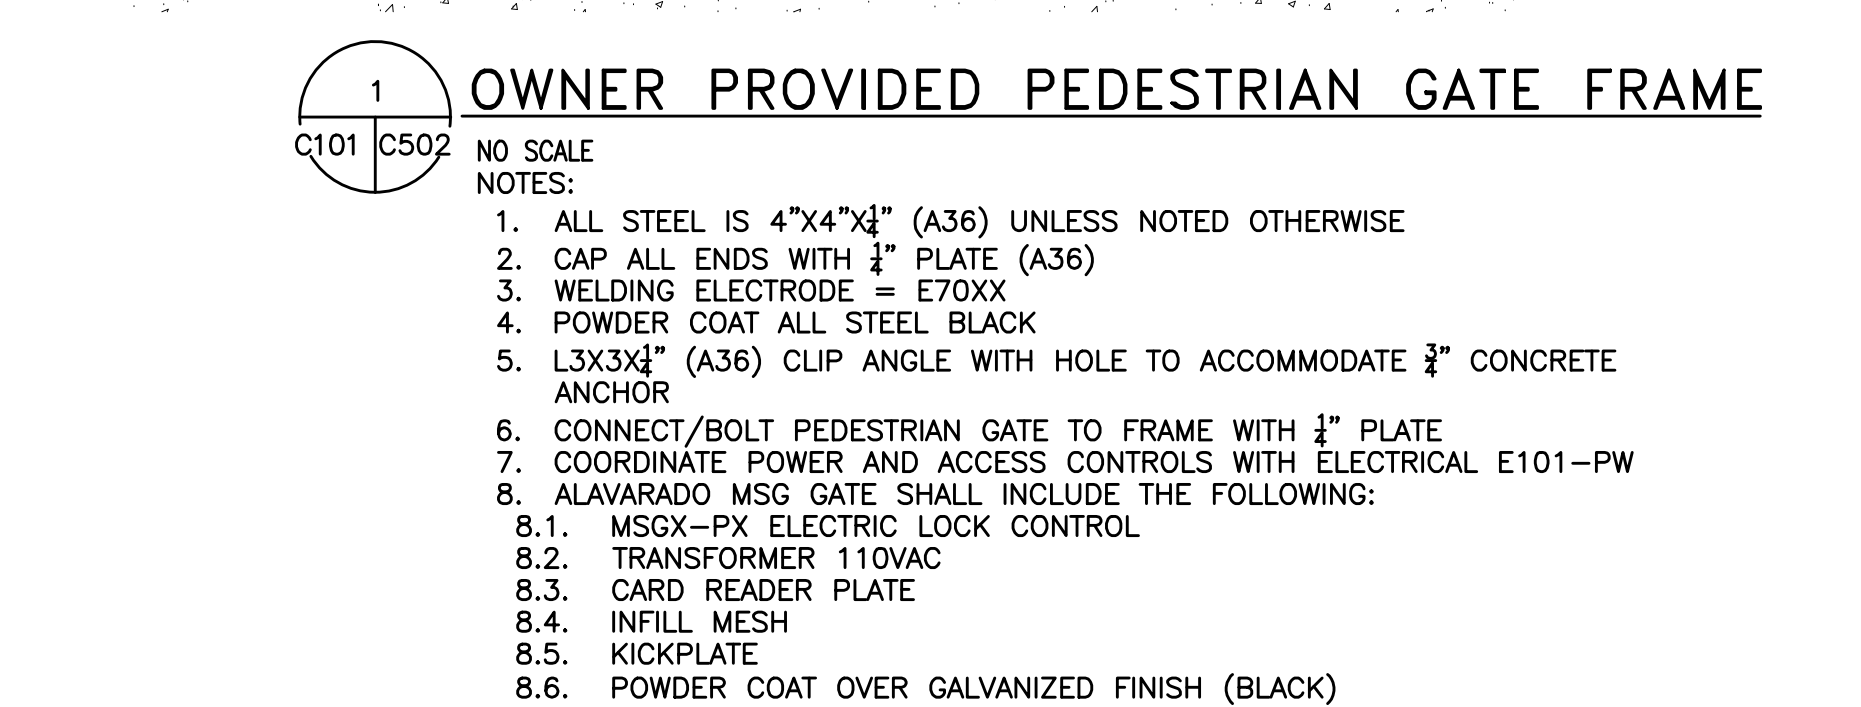 1
C101 C502
OWNER PROVIDED PEDESTRIAN GATE FRAME
NO SCALE
NOTES:
1. ALL STEEL IS 4"X4"X¼" (A36) UNLESS NOTED OTHERWISE
2. CAP ALL ENDS WITH ¼" PLATE (A36)
3. WELDING ELECTRODE = E70XX
4. POWDER COAT ALL STEEL BLACK
5. L3X3X¼" (A36) CLIP ANGLE WITH HOLE TO ACCOMMODATE ¾" CONCRETE
ANCHOR
6. CONNECT/BOLT PEDESTRIAN GATE TO FRAME WITH ¼" PLATE
7. COORDINATE POWER AND ACCESS CONTROLS WITH ELECTRICAL E101-PW
8. ALAVARADO MSG GATE SHALL INCLUDE THE FOLLOWING:
8.1. MSGX-PX ELECTRIC LOCK CONTROL
8.2. TRANSFORMER 110VAC
8.3. CARD READER PLATE
8.4. INFILL MESH
8.5. KICKPLATE
8.6. POWDER COAT OVER GALVANIZED FINISH (BLACK)